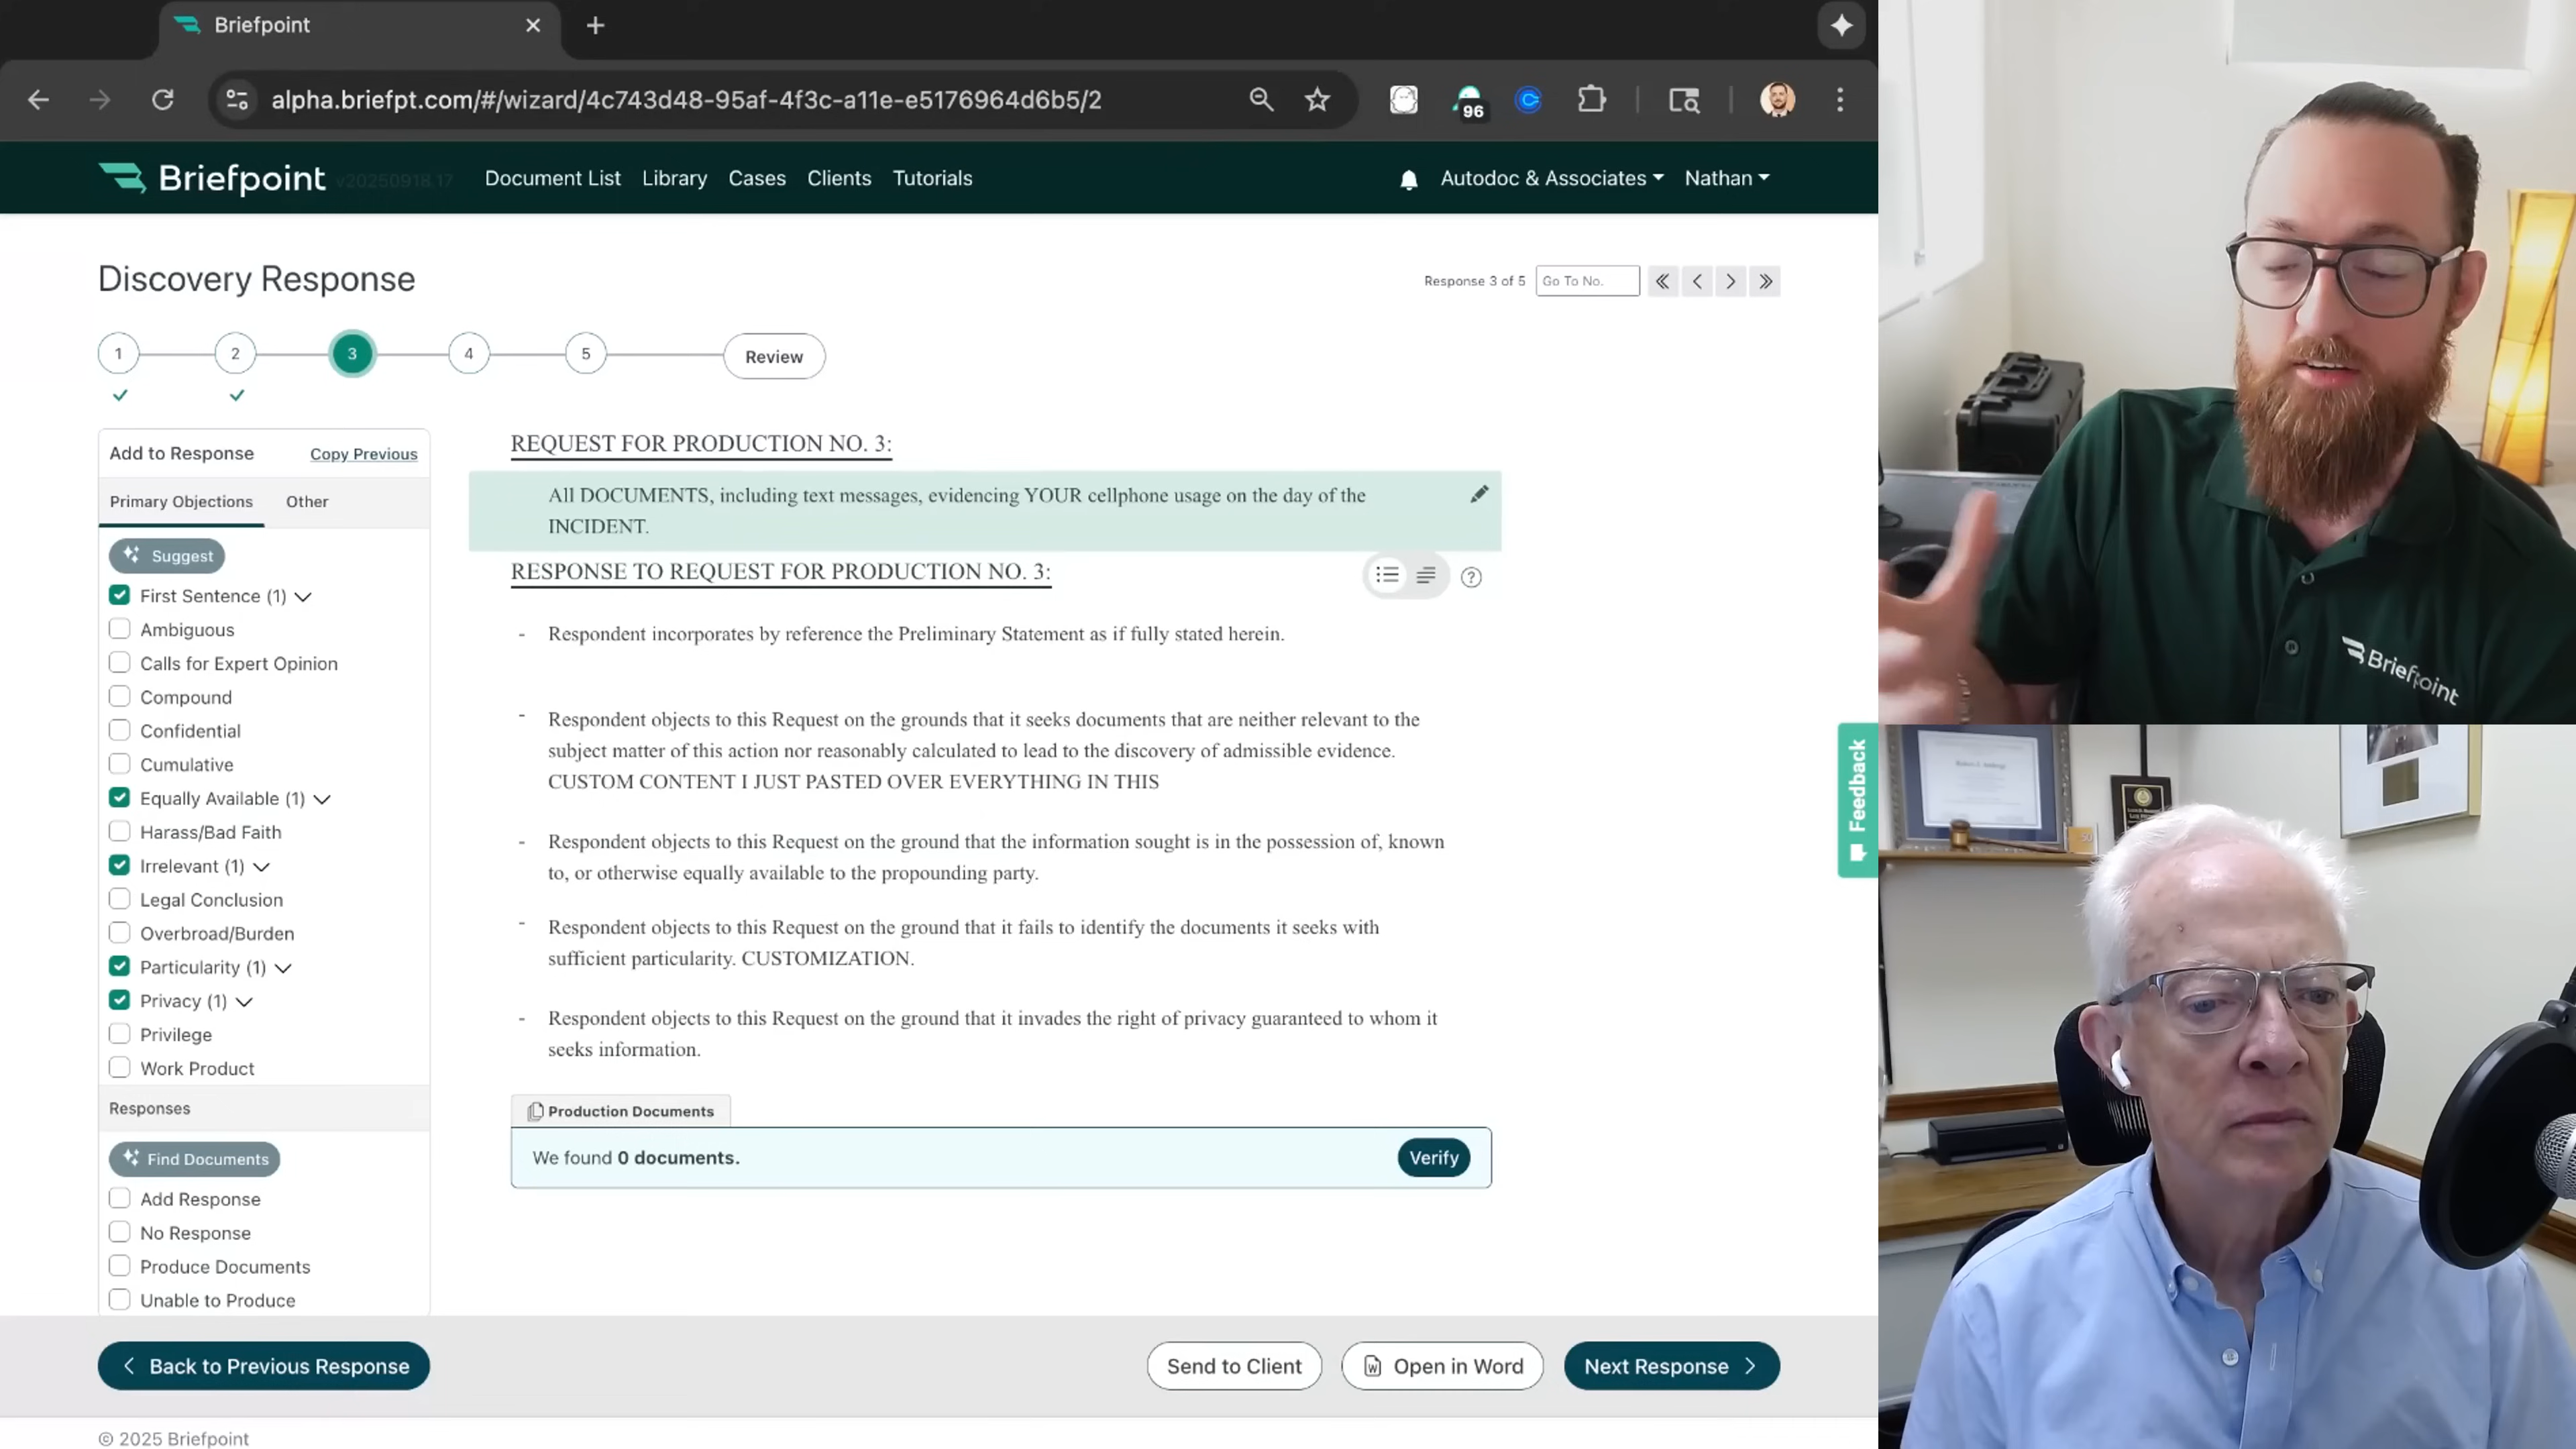 Briefpoint
alpha.briefpt.com/#/wizard/4c743d48-95af-4f3c-a11e-e5176964d6b5/2
96
Briefpoint v20250918.17 Document List Library Cases Clients Tutorials Autodoc & Associates Nathan
Discovery Response
Response 3 of 5 Go To No.
1 2 3 4 5 Review
Add to Response Copy Previous
Primary Objections Other
Suggest
First Sentence (1)
Ambiguous
Calls for Expert Opinion
Compound
Confidential
Cumulative
Equally Available (1)
Harass/Bad Faith
Irrelevant (1)
Legal Conclusion
Overbroad/Burden
Particularity (1)
Privacy (1)
Privilege
Work Product
Responses
Find Documents
Add Response
No Response
Produce Documents
Unable to Produce
REQUEST FOR PRODUCTION NO. 3:
All DOCUMENTS, including text messages, evidencing YOUR cellphone usage on the day of the
INCIDENT.
RESPONSE TO REQUEST FOR PRODUCTION NO. 3:
- Respondent incorporates by reference the Preliminary Statement as if fully stated herein.
- Respondent objects to this Request on the grounds that it seeks documents that are neither relevant to the
subject matter of this action nor reasonably calculated to lead to the discovery of admissible evidence.
CUSTOM CONTENT I JUST PASTED OVER EVERYTHING IN THIS
- Respondent objects to this Request on the ground that the information sought is in the possession of, known
to, or otherwise equally available to the propounding party.
- Respondent objects to this Request on the ground that it fails to identify the documents it seeks with
sufficient particularity. CUSTOMIZATION.
- Respondent objects to this Request on the ground that it invades the right of privacy guaranteed to whom it
seeks information.
Production Documents
We found 0 documents. Verify
Feedback
Back to Previous Response Send to Client Open in Word Next Response
© 2025 Briefpoint
Briefpoint